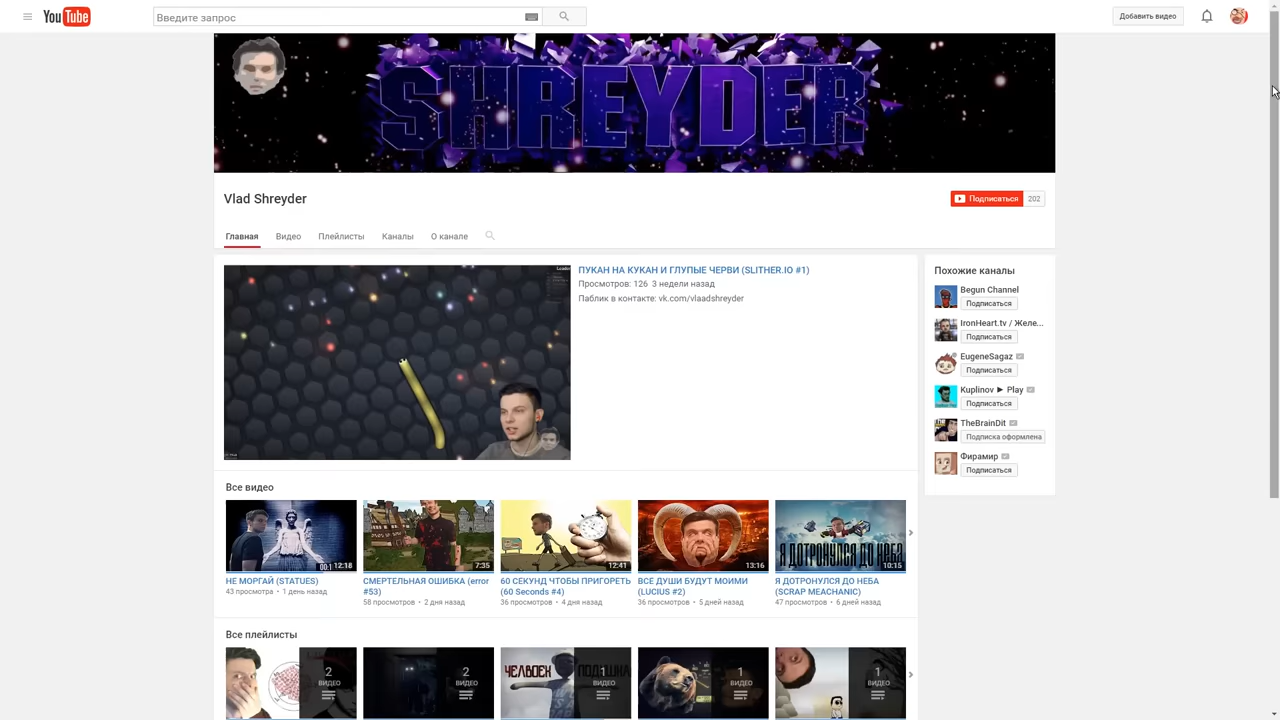 YouTube
Введите запрос
Добавить видео
SHREYDER
Vlad Shreyder
Подписаться 202
Главная Видео Плейлисты Каналы О канале
ПУКАН НА КУКАН И ГЛУПЫЕ ЧЕРВИ (SLITHER.IO #1)
Просмотров: 126 3 недели назад
Паблик в контакте: vk.com/vlaadshreyder
Похожие каналы
Begun Channel
Подписаться
IronHeart.tv / Желе...
Подписаться
EugeneSagaz
Подписаться
Kuplinov ► Play
Подписаться
TheBrainDit
Подписка оформлена
Фирамир
Подписаться
Все видео
12:18
7:35
12:41
13:16
Я ДОТРОНУЛСЯ ДО НЕБА
10:15
НЕ МОРГАЙ (STATUES)
43 просмотра • 1 день назад
СМЕРТЕЛЬНАЯ ОШИБКА (error
#53)
58 просмотров • 2 дня назад
60 СЕКУНД ЧТОБЫ ПРИГОРЕТЬ
(60 Seconds #4)
36 просмотров • 4 дня назад
ВСЕ ДУШИ БУДУТ МОИМИ
(LUCIUS #2)
36 просмотров • 5 дней назад
Я ДОТРОНУЛСЯ ДО НЕБА
(SCRAP MEACHANIC)
47 просмотров • 6 дней назад
Все плейлисты
2
ВИДЕО
2
ВИДЕО
ЧЕЛВОЕК ПОДУШКА
1
ВИДЕО
1
ВИДЕО
1
ВИДЕО